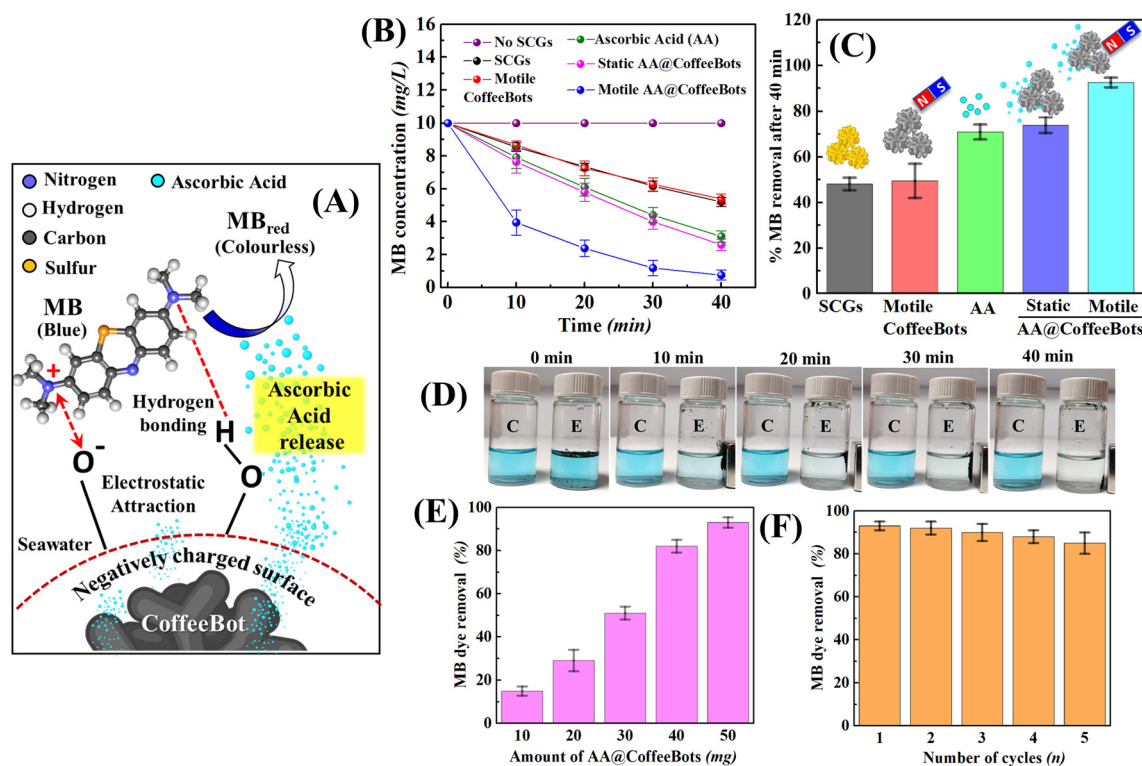 (A)
Nitrogen
Ascorbic Acid
Hydrogen
Carbon
Sulfur
MBred
(Colourless)
MB
(Blue)
+
Hydrogen
bonding
Ascorbic
Acid
release
H
O-
O
Electrostatic
Attraction
Seawater
Negatively charged surface
CoffeeBot
(B)
16
14
12
10
8
6
4
2
0
MB concentration (mg/L)
No SCGs
SCGs
Motile
CoffeeBots
Ascorbic Acid (AA)
Static AA@CoffeeBots
Motile AA@CoffeeBots
0 10 20 30 40
Time (min)
(C)
120
100
80
60
40
20
0
% MB removal after 40 min
N S
N S
SCGs Motile AA Static Motile
CoffeeBots AA@CoffeeBots
(D)
0 min 10 min 20 min 30 min 40 min
C E C E C E C E C E
(E)
80
60
40
20
0
MB dye removal (%)
10 20 30 40 50
Amount of AA@CoffeeBots (mg)
(F)
100
80
60
40
20
0
MB dye removal (%)
1 2 3 4 5
Number of cycles (n)